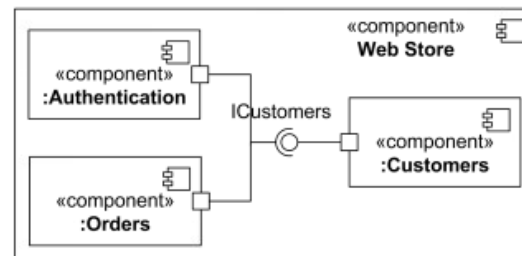 «component»
Web Store
«component»
:Authentication
ICustomers
«component»
:Customers
«component»
:Orders